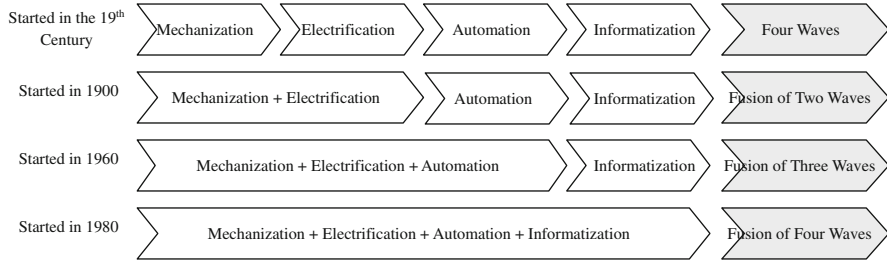 Started in the 19th
Century
Mechanization
Electrification
Automation
Informatization
Four Waves
Started in 1900
Mechanization + Electrification
Automation
Informatization
Fusion of Two Waves
Started in 1960
Mechanization + Electrification + Automation
Informatization
Fusion of Three Waves
Started in 1980
Mechanization + Electrification + Automation + Informatization
Fusion of Four Waves